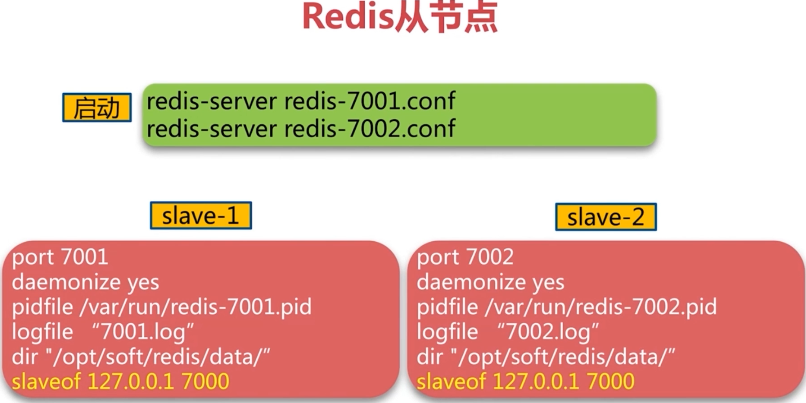 Redis从节点
启动
redis-server redis-7001.conf
redis-server redis-7002.conf
slave-1
port 7001
daemonize yes
pidfile /var/run/redis-7001.pid
logfile “7001.log”
dir "/opt/soft/redis/data/”
slaveof 127.0.0.1 7000
slave-2
port 7002
daemonize yes
pidfile /var/run/redis-7002.pid
logfile “7002.log”
dir "/opt/soft/redis/data/”
slaveof 127.0.0.1 7000